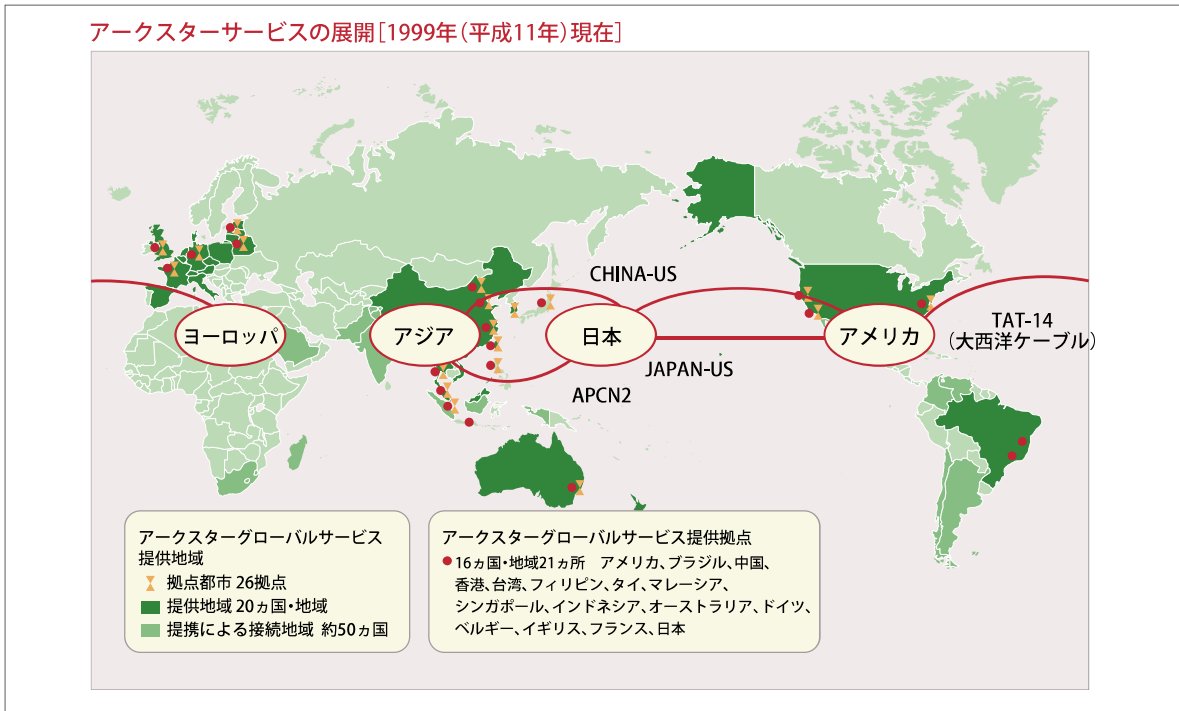 アークスターサービスの展開[1999年(平成11年)現在]
CHINA-US
ヨーロッパ
アジア
日本
アメリカ
TAT-14
(大西洋ケーブル)
JAPAN-US
APCN2
アークスターグローバルサービス
提供地域
拠点都市 26拠点
提供地域 20ヵ国・地域
提携による接続地域 約50ヵ国
アークスターグローバルサービス提供拠点
16ヵ国・地域21ヵ所 アメリカ、ブラジル、中国、
香港、台湾、フィリピン、タイ、マレーシア、
シンガポール、インドネシア、オーストラリア、ドイツ、
ベルギー、イギリス、フランス、日本